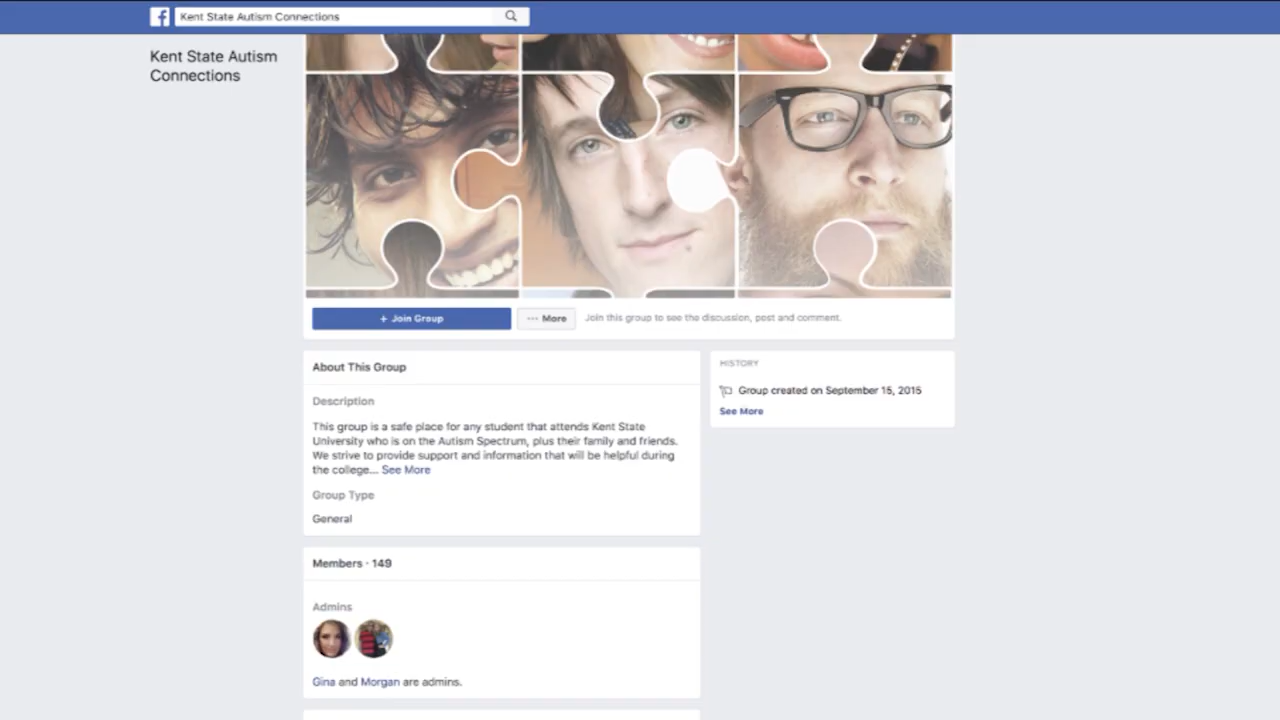 Kent State Autism Connections
Kent State Autism
Connections
+ Join Group
··· More
Join this group to see the discussion, post and comment.
About This Group
Description
This group is a safe place for any student that attends Kent State
University who is on the Autism Spectrum, plus their family and friends.
We strive to provide support and information that will be helpful during
the college... See More
Group Type
General
HISTORY
Group created on September 15, 2015
See More
Members · 149
Admins
Gina and Morgan are admins.